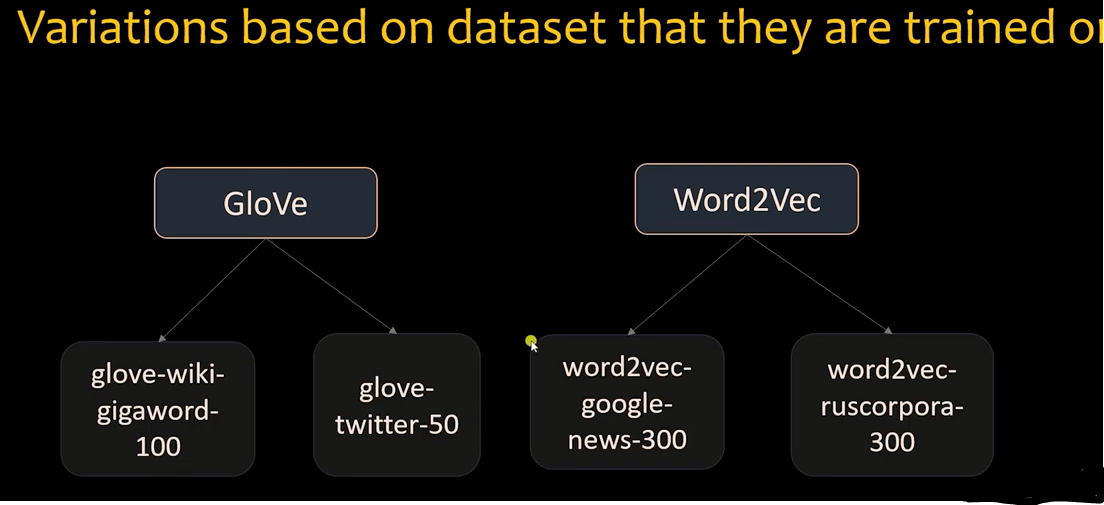 Variations based on dataset that they are trained
GloVe
Word2Vec
glove-wiki-
gigaword-
100
glove-
twitter-50
word2vec-
google-
news-300
word2vec-
ruscorpora-
300